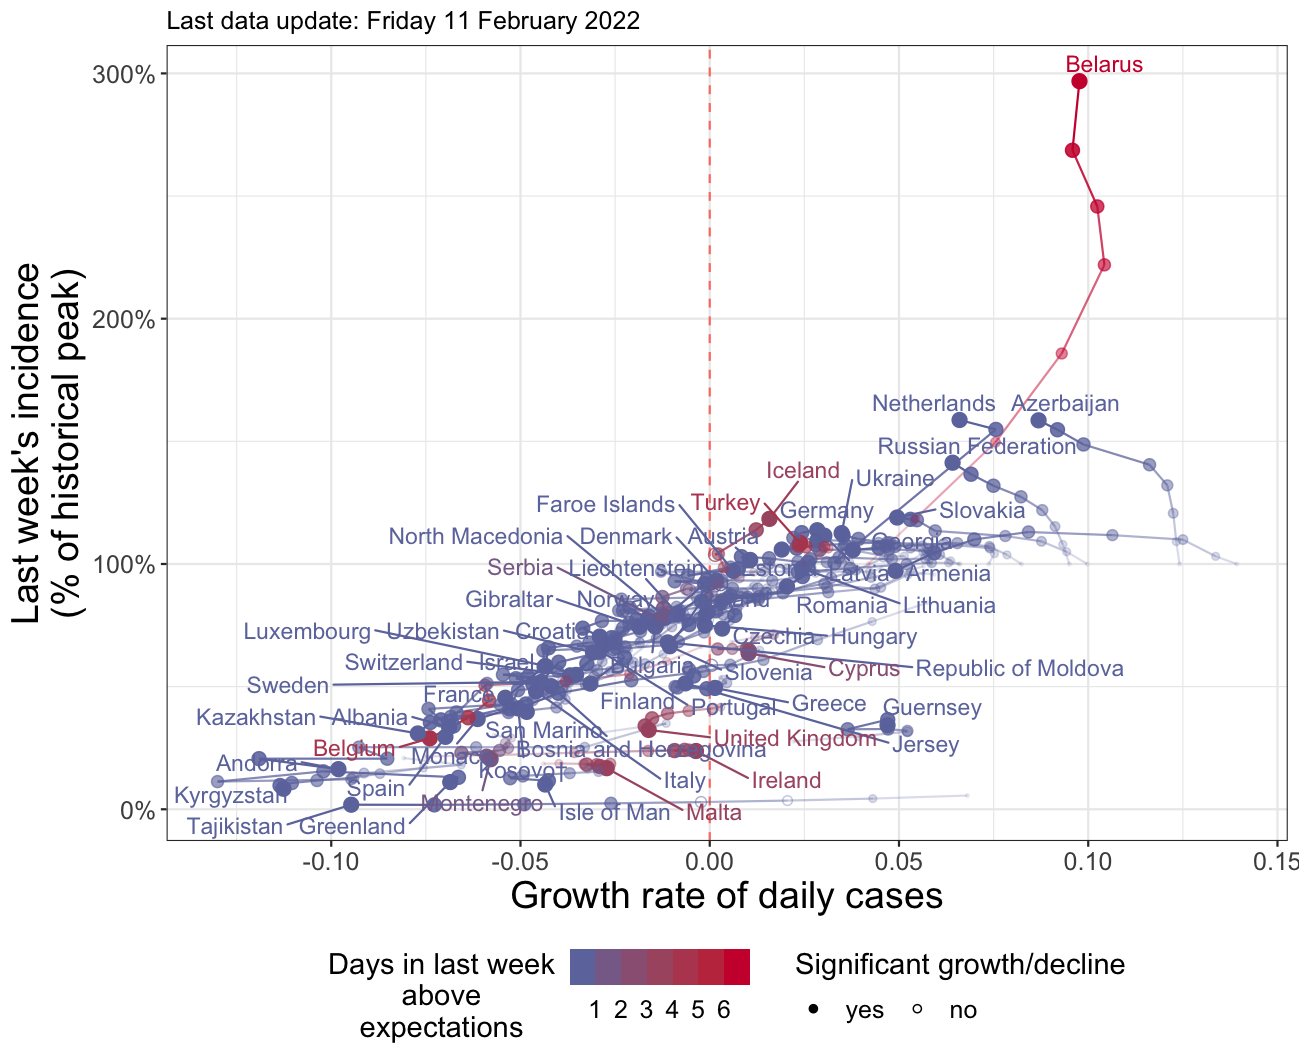 Last data update: Friday 11 February 2022
Last week's incidence
(% of historical peak)
300%
200%
100%
0%
Belarus
Netherlands Azerbaijan
Russian Federation
Iceland
Ukraine
Faroe Islands Turkey
Germany Slovakia
North Macedonia Denmark Austria
Georgia
Serbia Liechtenstein
Latvia Armenia
Gibraltar Norway
Romania Lithuania
Luxembourg Uzbekistan Croatia
Czechia Hungary
Switzerland Israel
Bulgaria Slovenia Cyprus Republic of Moldova
Sweden
France Finland Portugal Greece Guernsey
Kazakhstan Albania
San Marino
Belgium
United Kingdom Jersey
Monaco Bosnia and Herzegovina
Andorra
Kosovo
Spain Italy Ireland
Kyrgyzstan
Montenegro
Isle of Man Malta
Tajikistan Greenland
-0.10 -0.05 0.00 0.05 0.10 0.15
Growth rate of daily cases
Days in last week
above
expectations
1 2 3 4 5 6
Significant growth/decline
yes no